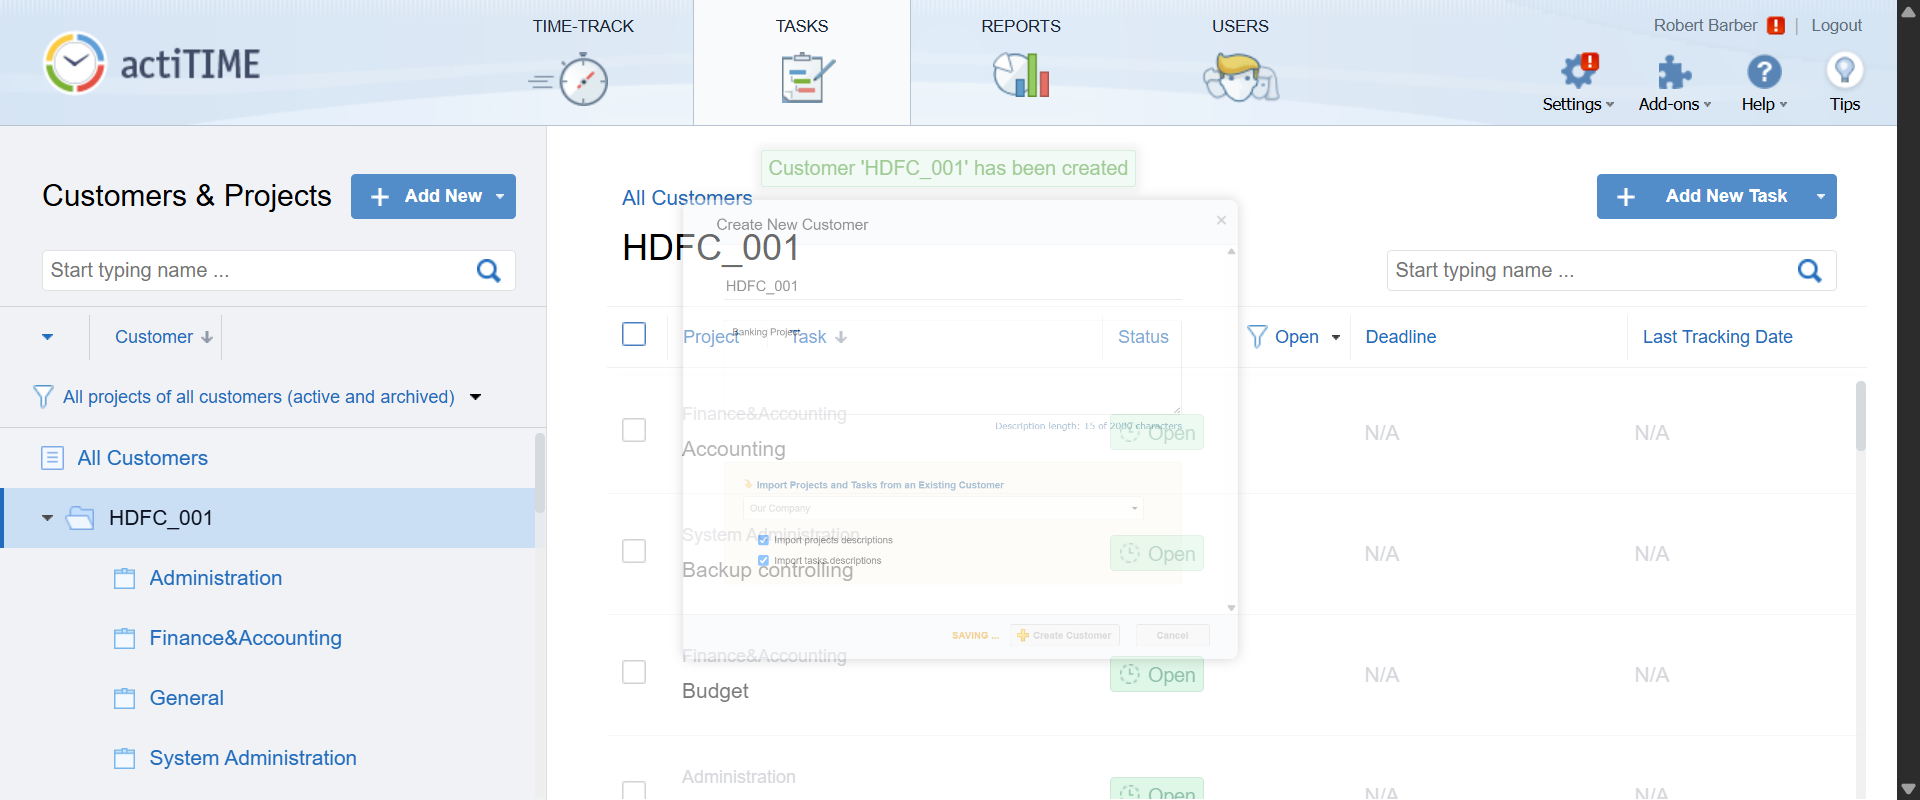 TIME-TRACK
TASKS
REPORTS
USERS
Robert Barber
!
|
Logout
actiTIME
Settings
!
Add-ons
?
Help
Tips
Customers & Projects
Add New
Start typing name ...
Customer
All projects of all customers (active and archived)
All Customers
HDFC_001
Administration
Finance&Accounting
General
System Administration
Customer 'HDFC_001' has been created
All Customers
HDFC_001
Add New Task
Start typing name ...
Create New Customer
HDFC_001
Banking Project
Description length: 15 of 2000 characters
Import Projects and Tasks from an Existing Customer
Our Company
Import projects descriptions
Import tasks descriptions
SAVING ...
Create Customer
Cancel
Project
Task
Status
Open
Deadline
Last Tracking Date
Finance&Accounting
Accounting
Open
N/A
N/A
System Administration
Backup controlling
Open
N/A
N/A
Finance&Accounting
Budget
Open
N/A
N/A
Administration
Open
N/A
N/A